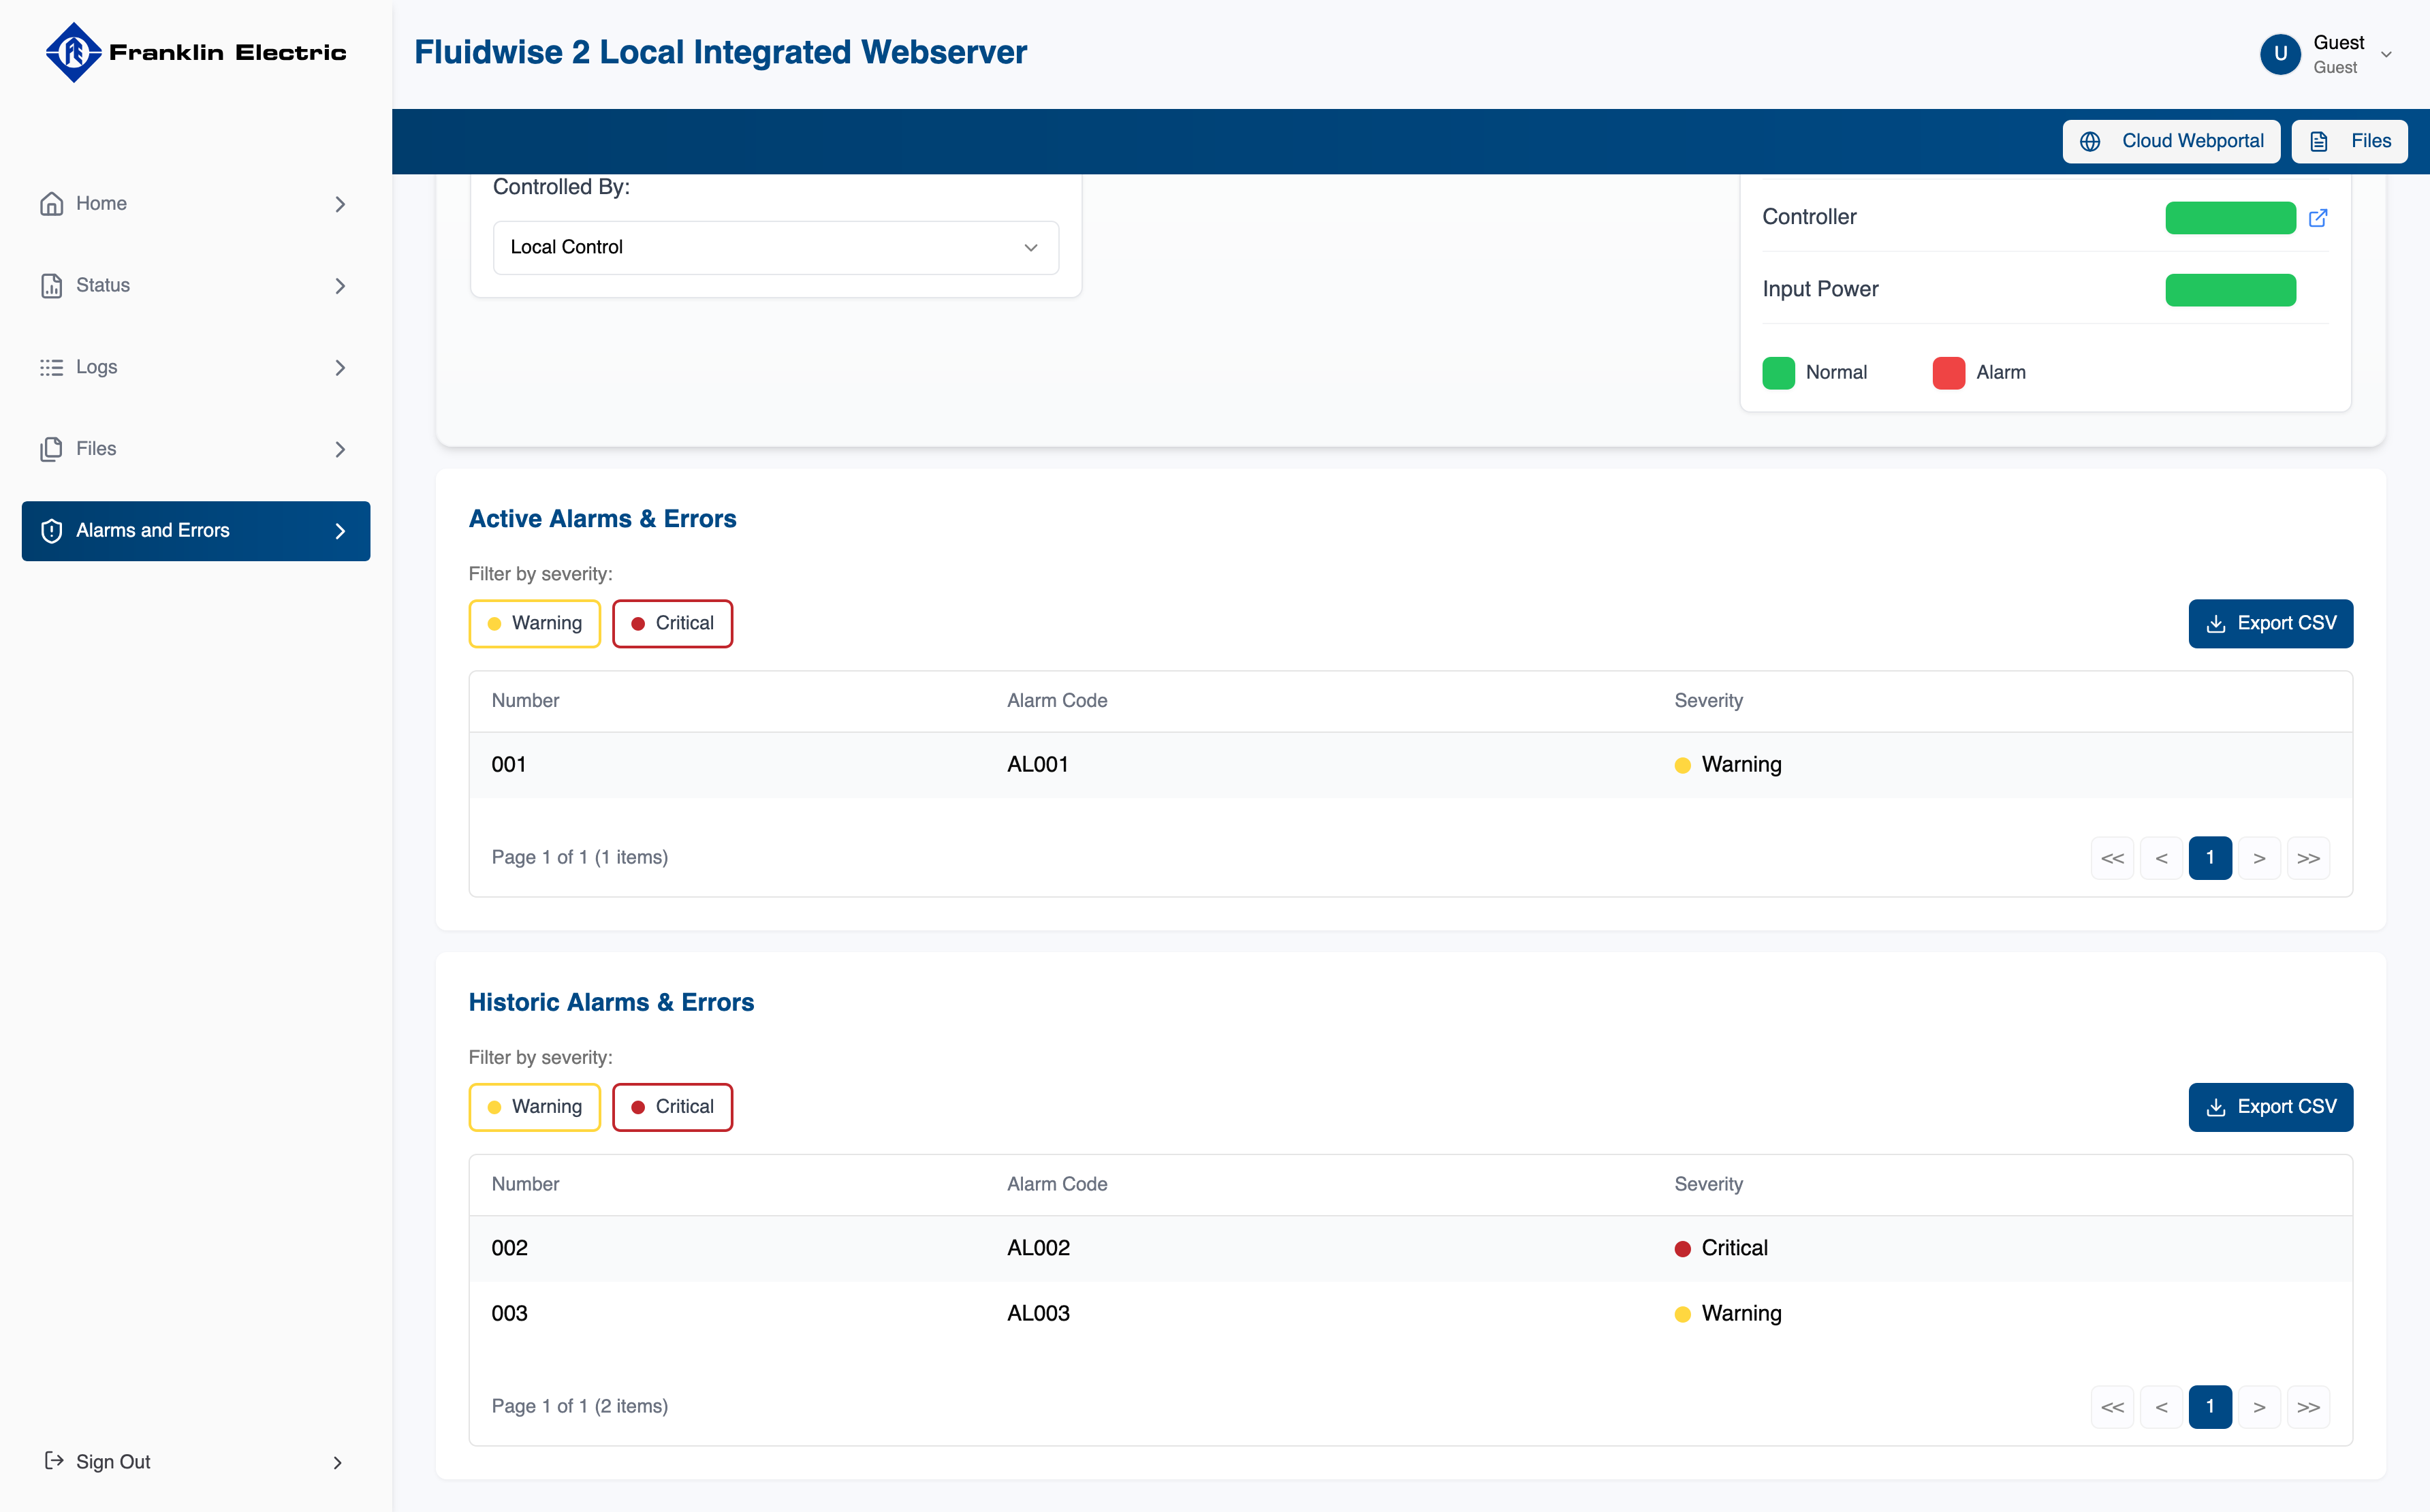 Franklin Electric
Fluidwise 2 Local Integrated Webserver
U
Guest
Guest
Cloud Webportal
Files
Home
Status
Logs
Files
Alarms and Errors
Sign Out
Controlled By:
Local Control
Controller
Input Power
Normal
Alarm
Active Alarms & Errors
Filter by severity:
Warning
Critical
Export CSV
Number Alarm Code Severity
001 AL001 Warning
Page 1 of 1 (1 items)
<< < 1 > >>
Historic Alarms & Errors
Filter by severity:
Warning
Critical
Export CSV
Number Alarm Code Severity
002 AL002 Critical
003 AL003 Warning
Page 1 of 1 (2 items)
<< < 1 > >>